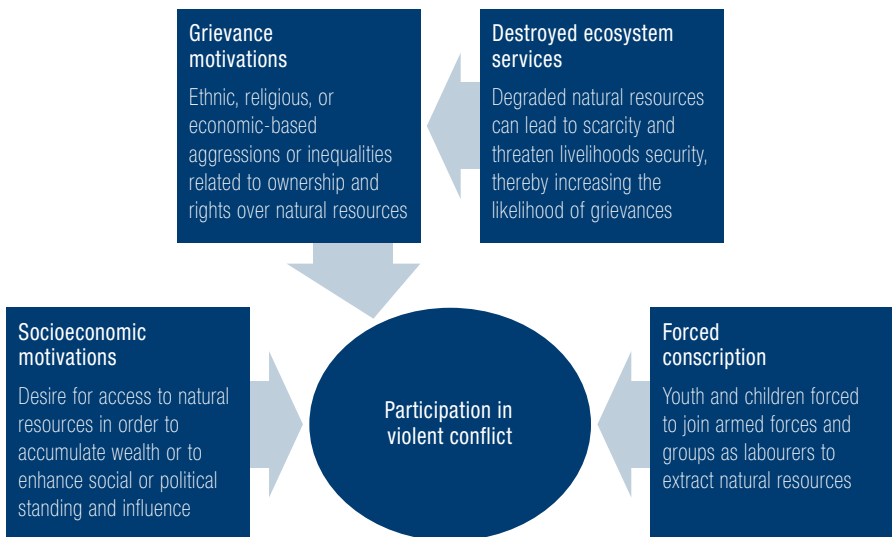 Grievance
motivations
Ethnic, religious, or
economic-based
aggressions or inequalities
related to ownership and
rights over natural resources
Destroyed ecosystem
services
Degraded natural resources
can lead to scarcity and
threaten livelihoods security,
thereby increasing the
likelihood of grievances
Socioeconomic
motivations
Desire for access to natural
resources in order to
accumulate wealth or to
enhance social or political
standing and influence
Participation in
violent conflict
Forced
conscription
Youth and children forced
to join armed forces and
groups as labourers to
extract natural resources